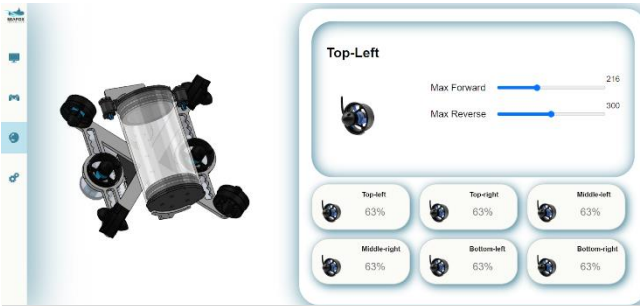 Top-Left
Max Forward
216
Max Reverse
300
Top-left
63%
Top-right
63%
Middle-left
63%
Middle-right
63%
Bottom-left
63%
Bottom-right
63%